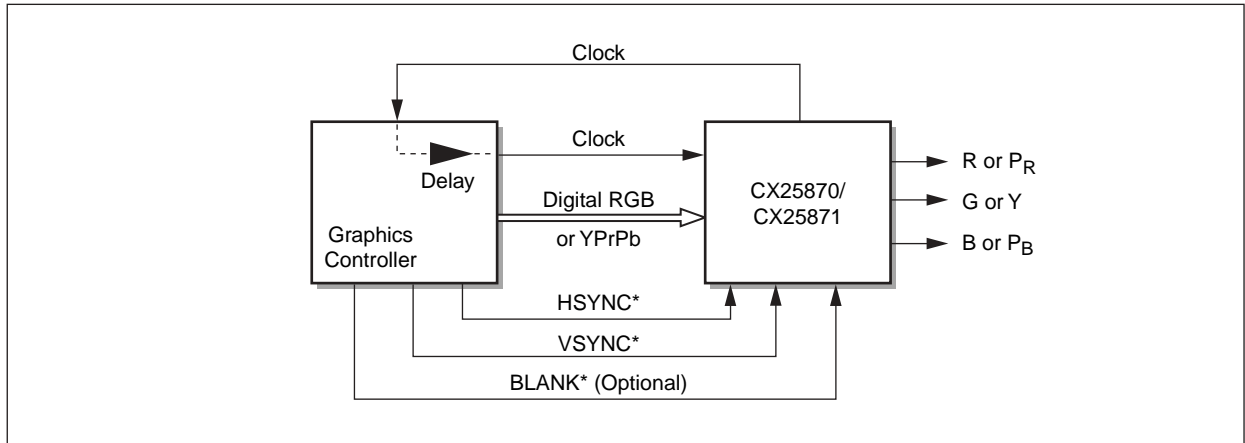 Clock
Clock
Delay
Digital RGB
or YPrPb
Graphics
Controller
CX25870/
CX25871
R or PR
G or Y
B or PB
HSYNC*
VSYNC*
BLANK* (Optional)